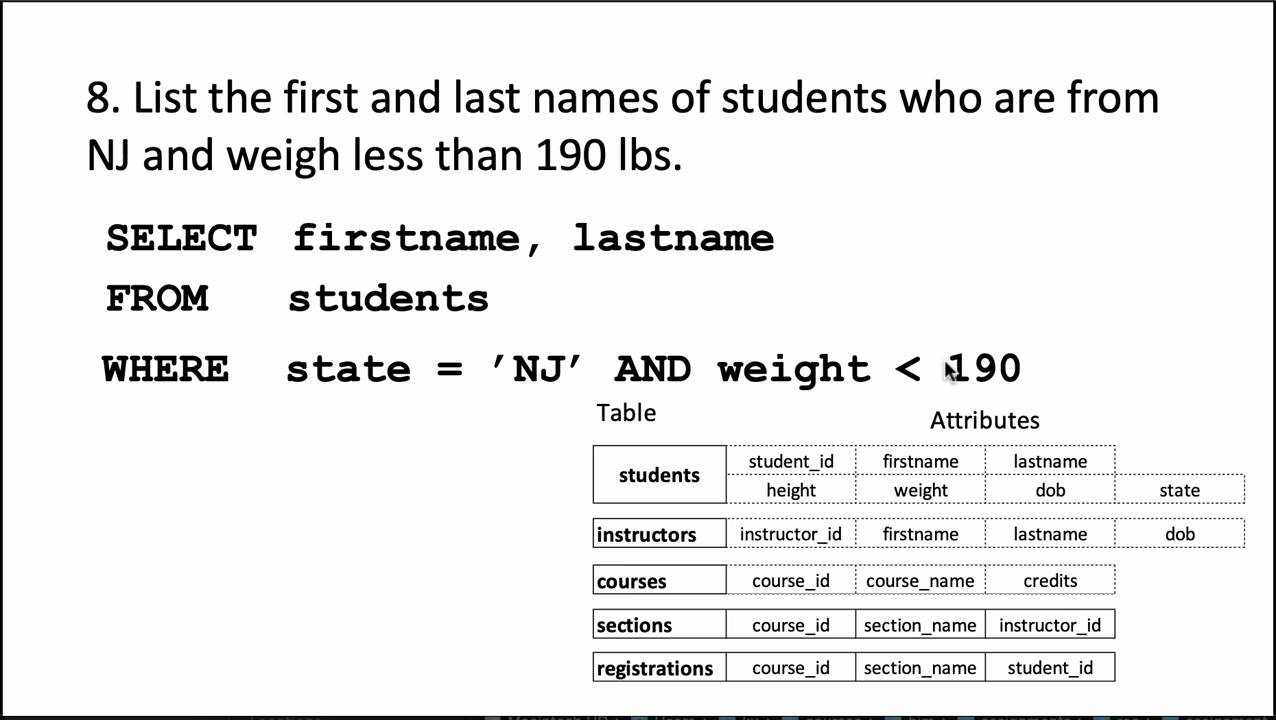 8. List the first and last names of students who are from
NJ and weigh less than 190 lbs.
SELECT firstname, lastname
FROM students
WHERE state = ’NJ’ AND weight < 190
Table Attributes
students student_id firstname lastname
height weight dob state
instructors instructor_id firstname lastname dob
courses course_id course_name credits
sections course_id section_name instructor_id
registrations course_id section_name student_id